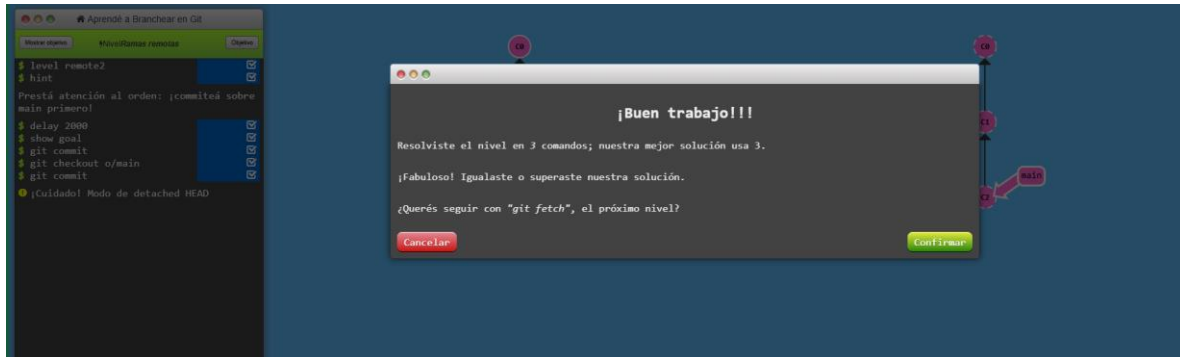 Aprendé a Branchear en Git
Mostrar objetivo
Nivel Ramas remotas
Objetivo
$ level remote2
$ hint
Prestá atención al orden: ¡commiteá sobre
main primero!
$ delay 2000
$ show goal
$ git commit
$ git checkout o/main
$ git commit
¡Cuidado! Modo de detached HEAD
C0
¡Buen trabajo!!!
Resolviste el nivel en 3 comandos; nuestra mejor solución usa 3.
¡Fabuloso! Igualaste o superaste nuestra solución.
¿Querés seguir con "git fetch", el próximo nivel?
Cancelar
Confirmar
C0
C1
main
C2